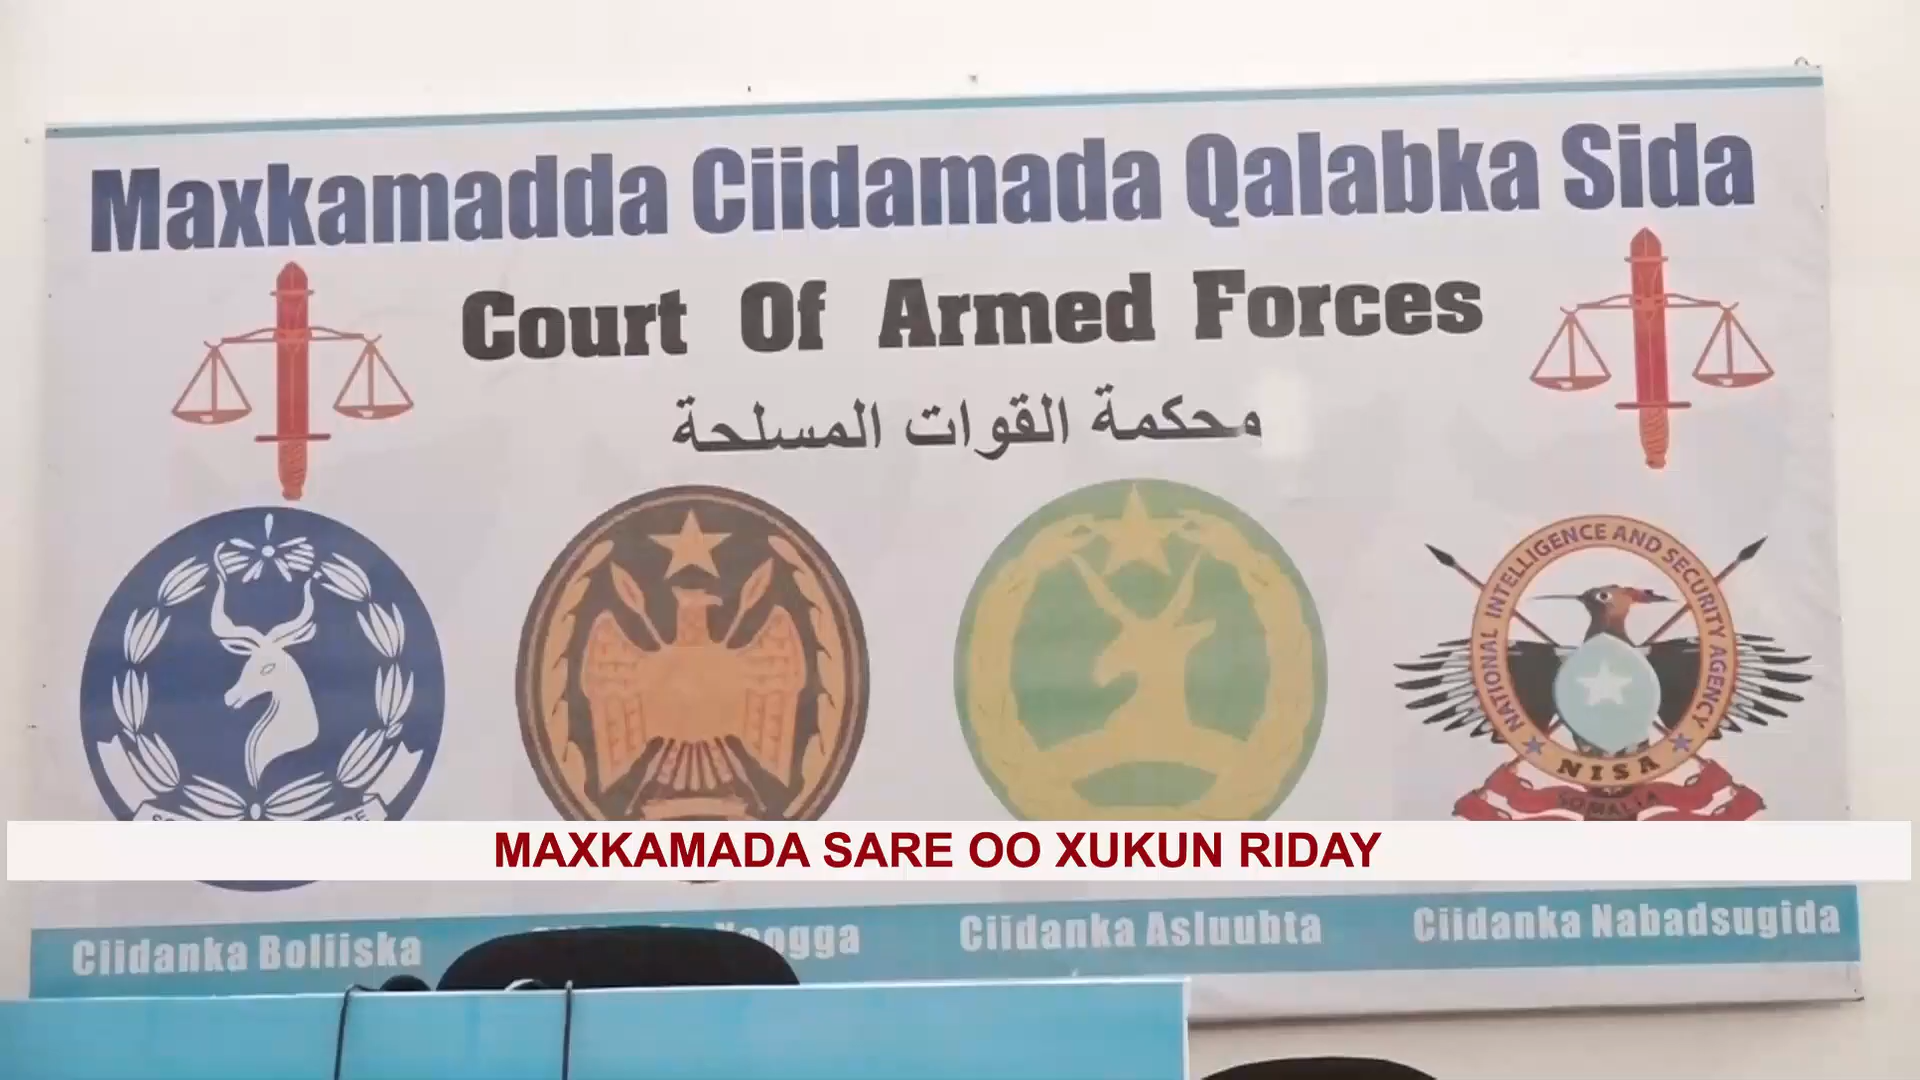 Maxkamadda Ciidamada Qalabka Sida
Court Of Armed Forces
محكمة القوات المسلحة
NATIONAL INTELLIGENCE AND SECURITY AGENCY
NISA
SOMALIA
MAXKAMADA SARE OO XUKUN RIDAY
Ciidanka Boliiska
Ciidanka Asluubta
Ciidanka Nabadsugida